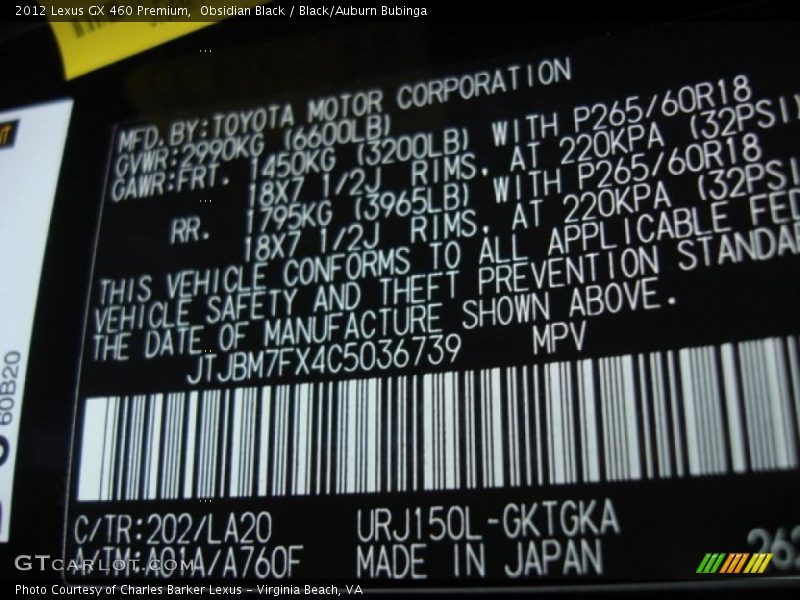 2012 Lexus GX 460 Premium,  Obsidian Black / Black/Auburn Bubinga
MFD.BY:TOYOTA MOTOR CORPORATION
GVWR:2990KG (6600LB)
GAWR:FRT. 1450KG (3200LB) WITH P265/60R18
18X7 1/2J RIMS, AT 220KPA (32PSI)
RR. 1795KG (3965LB) WITH P265/60R18
18X7 1/2J RIMS, AT 220KPA (32PSI
THIS VEHICLE CONFORMS TO ALL APPLICABLE FED
VEHICLE SAFETY AND THEFT PREVENTION STANDAR
THE DATE OF MANUFACTURE SHOWN ABOVE.
JTJBM7FX4C5036739 MPV
C/TR:202/LA20 URJ150L-GKTGKA
A/TM:A01A/A760F MADE IN JAPAN
262
60B20
GTcarlot.com
Photo Courtesy of Charles Barker Lexus - Virginia Beach, VA